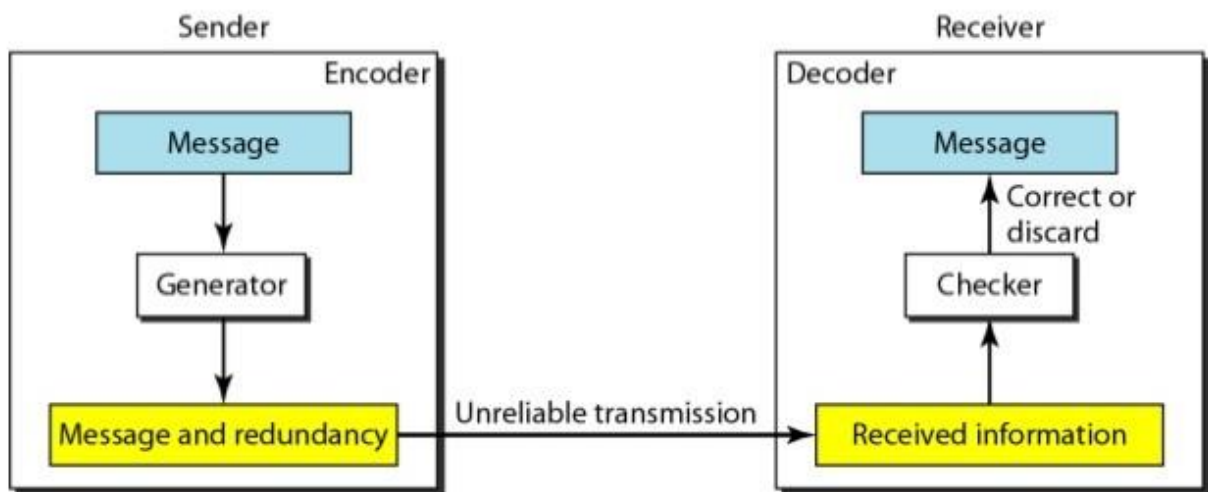 Sender
Encoder
Message
Generator
Message and redundancy
Unreliable transmission
Receiver
Decoder
Message
Correct or
discard
Checker
Received information